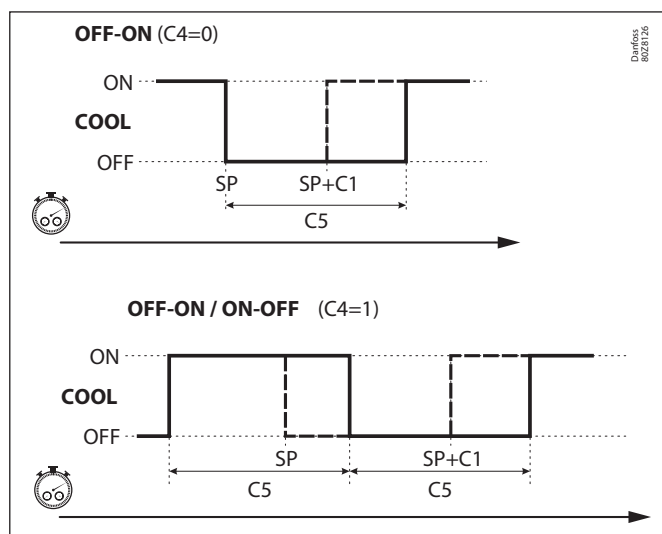 OFF-ON (C4=0)
Danfoss
80Z8126
ON
COOL
OFF
SP
SP+C1
C5
OFF-ON / ON-OFF (C4=1)
ON
COOL
OFF
SP
SP+C1
C5
C5